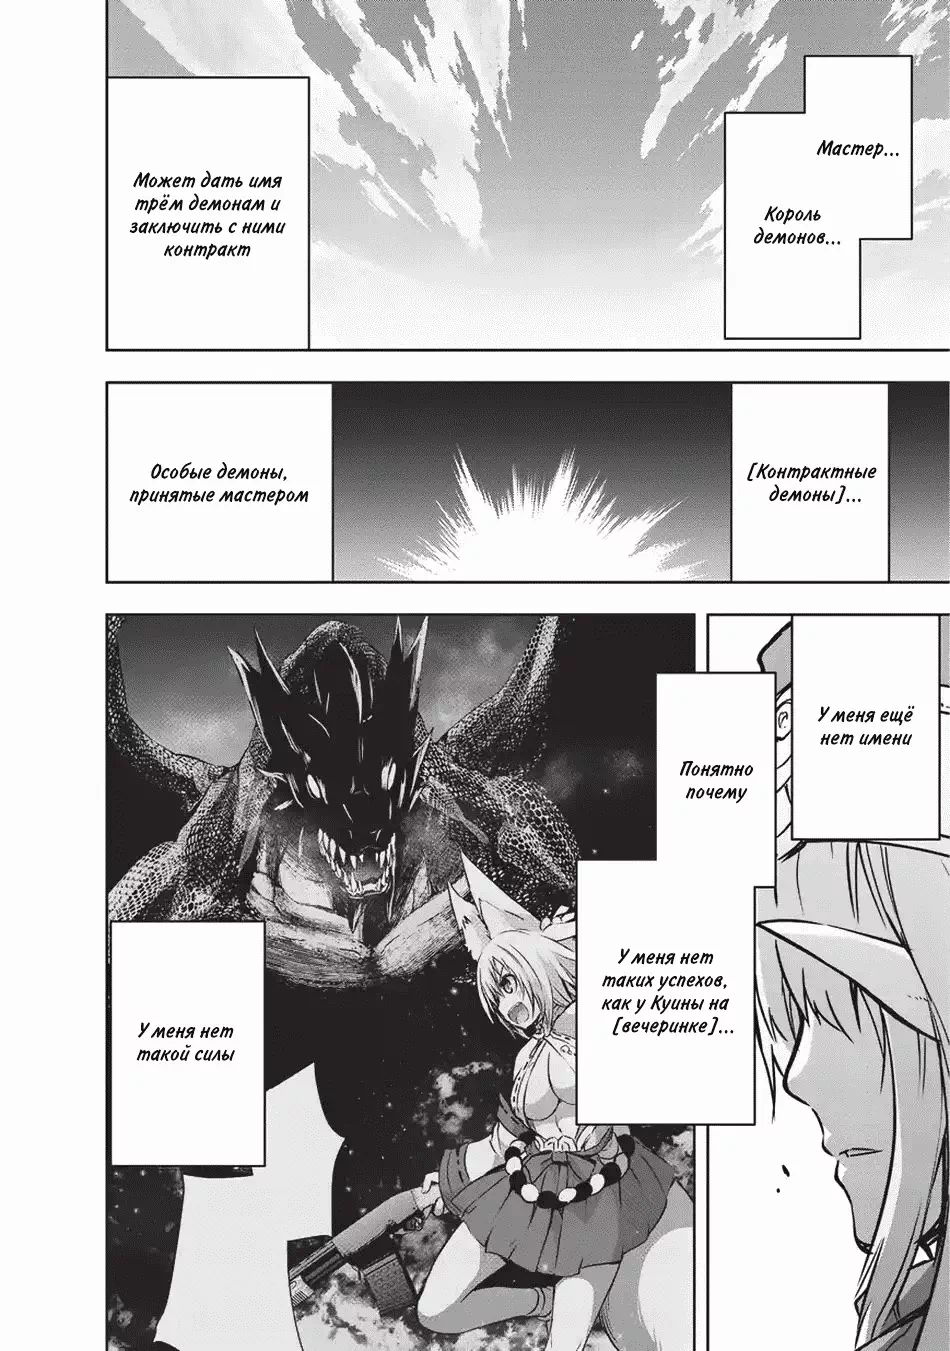 Мастер...
Король
демонов...
Может дать имя
трём демонам и
заключить с ними
контракт
[Контрактные
демоны]...
Особые демоны,
принятые мастером
У меня ещё
нет имени
Понятно
почему
У меня нет
таких успехов,
как у Куины на
[вечеринке]...
У меня нет
такой силы